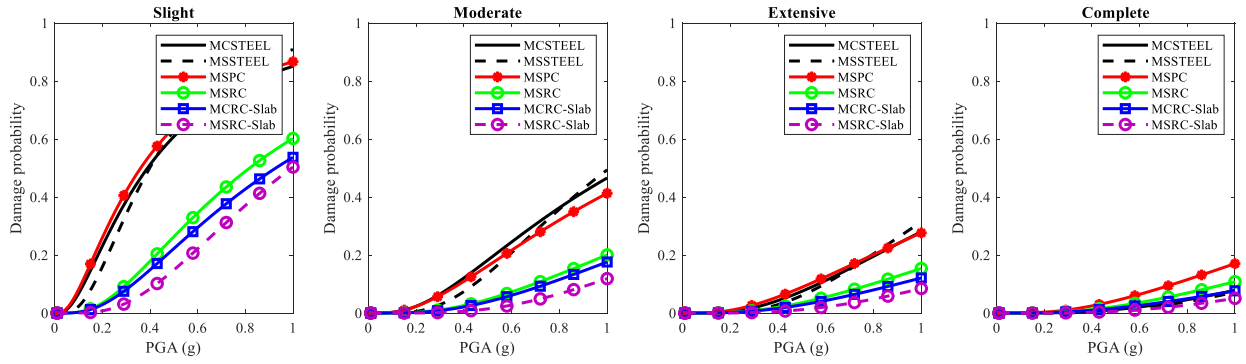 Slight
Damage probability
1
0.8
0.6
0.4
0.2
0
MCSTEEL
MSSTEEL
MSPC
MSRC
MCRC-Slab
MSRC-Slab
0 0.2 0.4 0.6 0.8 1
PGA (g)
Moderate
Damage probability
1
0.8
0.6
0.4
0.2
0
MCSTEEL
MSSTEEL
MSPC
MSRC
MCRC-Slab
MSRC-Slab
0 0.2 0.4 0.6 0.8 1
PGA (g)
Extensive
Damage probability
1
0.8
0.6
0.4
0.2
0
MCSTEEL
MSSTEEL
MSPC
MSRC
MCRC-Slab
MSRC-Slab
0 0.2 0.4 0.6 0.8 1
PGA (g)
Complete
Damage probability
1
0.8
0.6
0.4
0.2
0
MCSTEEL
MSSTEEL
MSPC
MSRC
MCRC-Slab
MSRC-Slab
0 0.2 0.4 0.6 0.8 1
PGA (g)